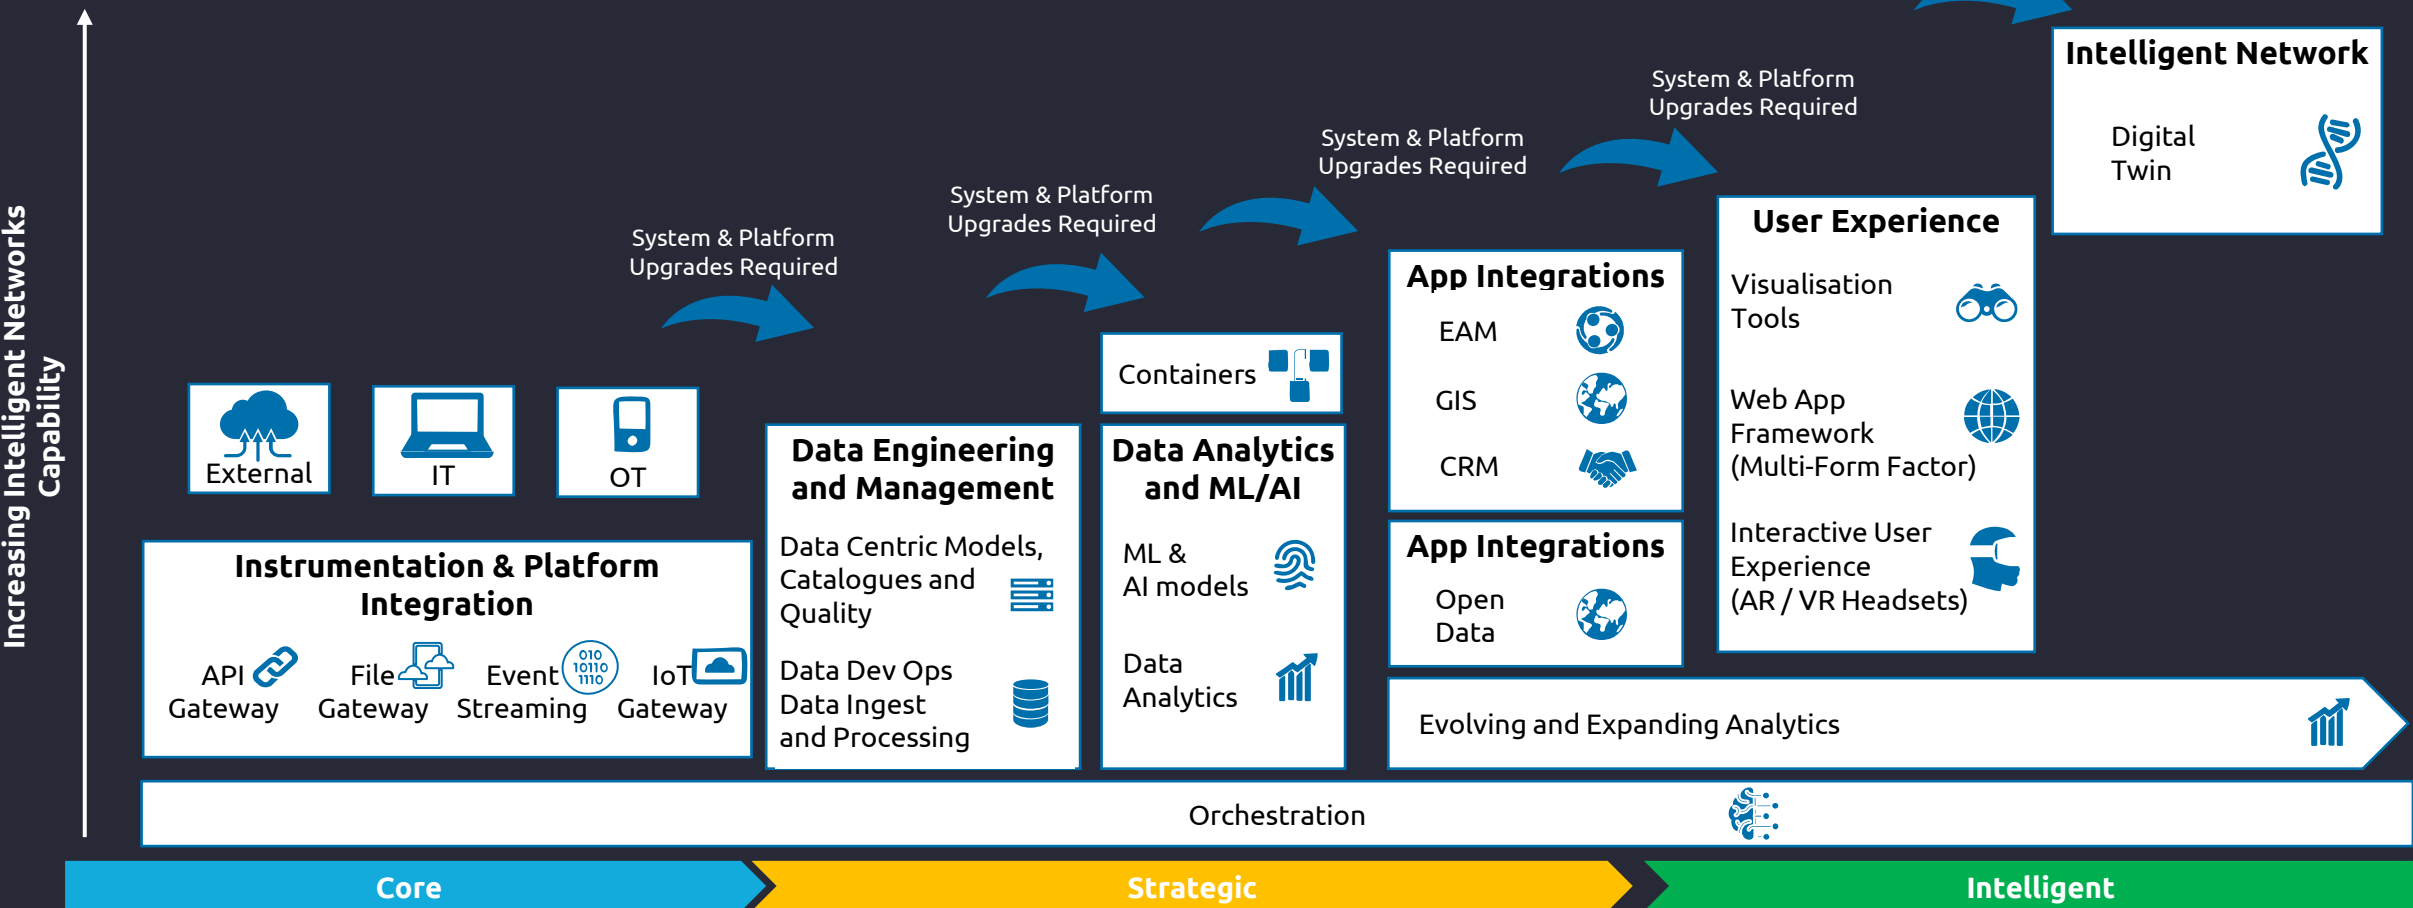 Increasing Intelligent Networks
Capability
System & Platform
Upgrades Required
System & Platform
Upgrades Required
System & Platform
Upgrades Required
System & Platform
Upgrades Required
External
IT
OT
Instrumentation & Platform
Integration
API
Gateway
File
Gateway
Event
Streaming
010
10110
1110
IoT
Gateway
Data Engineering
and Management
Data Centric Models,
Catalogues and
Quality
Data Dev Ops
Data Ingest
and Processing
Containers
Data Analytics
and ML/AI
ML &
AI models
Data
Analytics
App Integrations
EAM
GIS
CRM
App Integrations
Open
Data
User Experience
Visualisation
Tools
Web App
Framework
(Multi-Form Factor)
Interactive User
Experience
(AR / VR Headsets)
Intelligent Network
Digital
Twin
Evolving and Expanding Analytics
Orchestration
Core
Strategic
Intelligent